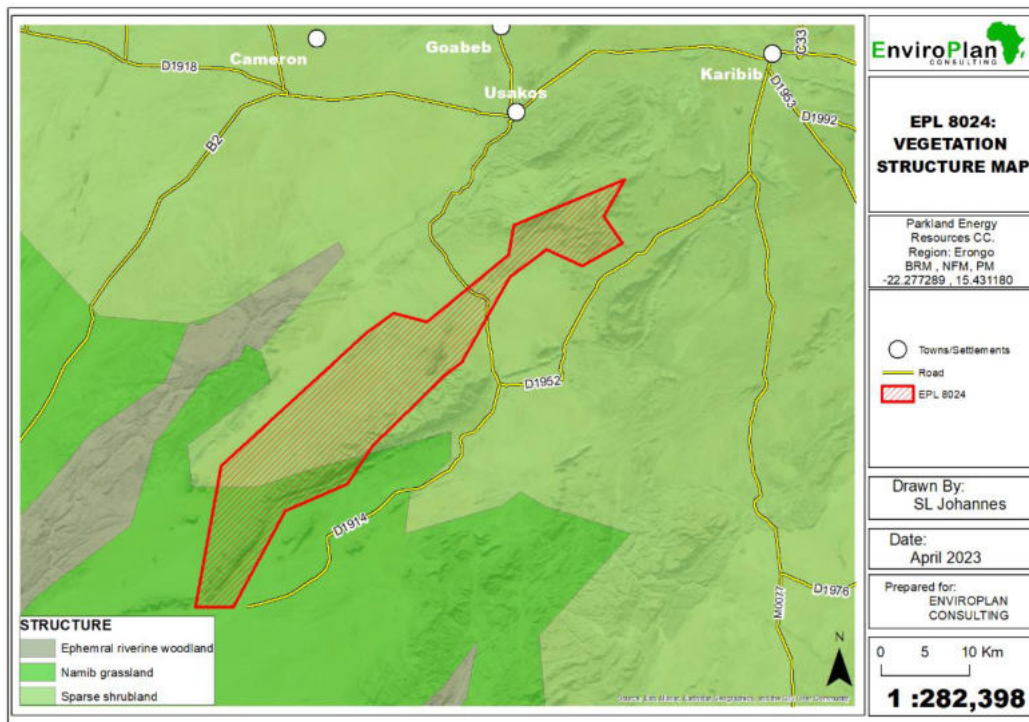 Cameron
Goabeb
Usakos
Karibib
C33
D1918
B2
D1953
D1992
D1952
D1914
M0077
D1976
N
STRUCTURE
Ephemral riverine woodland
Namib grassland
Sparse shrubland
EnviroPlan
CONSULTING
EPL 8024:
VEGETATION
STRUCTURE MAP
Parkland Energy
Resources CC.
Region: Erongo
BRM , NFM, PM
-22.277289 , 15.431180
Towns/Settlements
Road
EPL 8024
Drawn By:
SL Johannes
Date:
April 2023
Prepared for:
ENVIROPLAN
CONSULTING
0 5 10 Km
1 :282,398